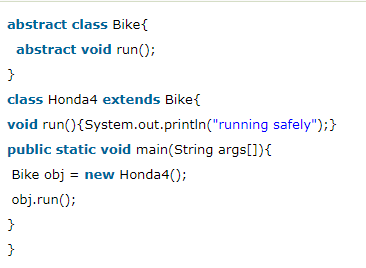 abstract class Bike{
  abstract void run();
}
class Honda4 extends Bike{
void run(){System.out.println("running safely");}
public static void main(String args[]){
 Bike obj = new Honda4();
 obj.run();
}
}